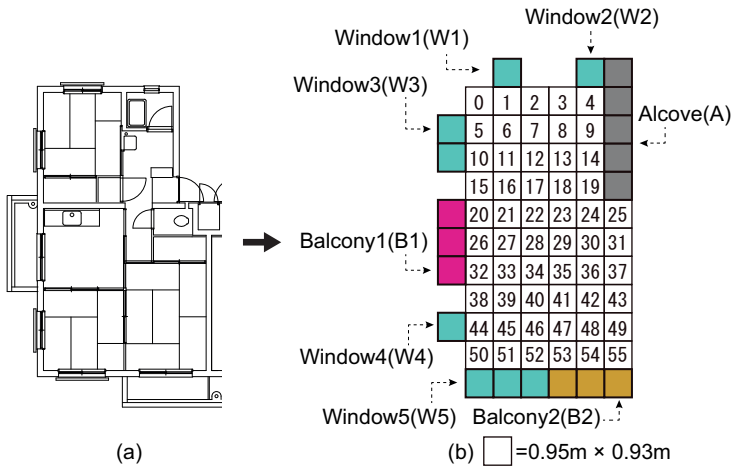 Window2(W2)
Window1(W1)
Window3(W3)
Alcove(A)
0 1 2 3 4
5 6 7 8 9
10 11 12 13 14
15 16 17 18 19
20 21 22 23 24 25
Balcony1(B1)
26 27 28 29 30 31
32 33 34 35 36 37
38 39 40 41 42 43
44 45 46 47 48 49
Window4(W4)
50 51 52 53 54 55
Window5(W5)
Balcony2(B2)
(a)
(b) =0.95m × 0.93m